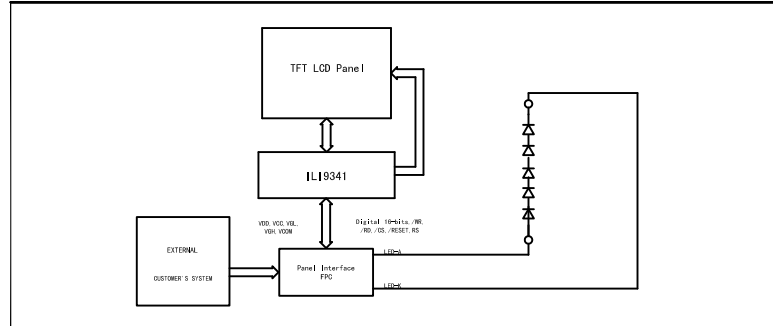 TFT LCD Panel
ILI9341
VDD, VCC, VGL,
VGH, VCOM
Digital 16-bits, /WR,
/RD, /CS, /RESET, RS
EXTERNAL
CUSTOMER'S SYSTEM
Panel Interface
FPC
LED-A
LED-K